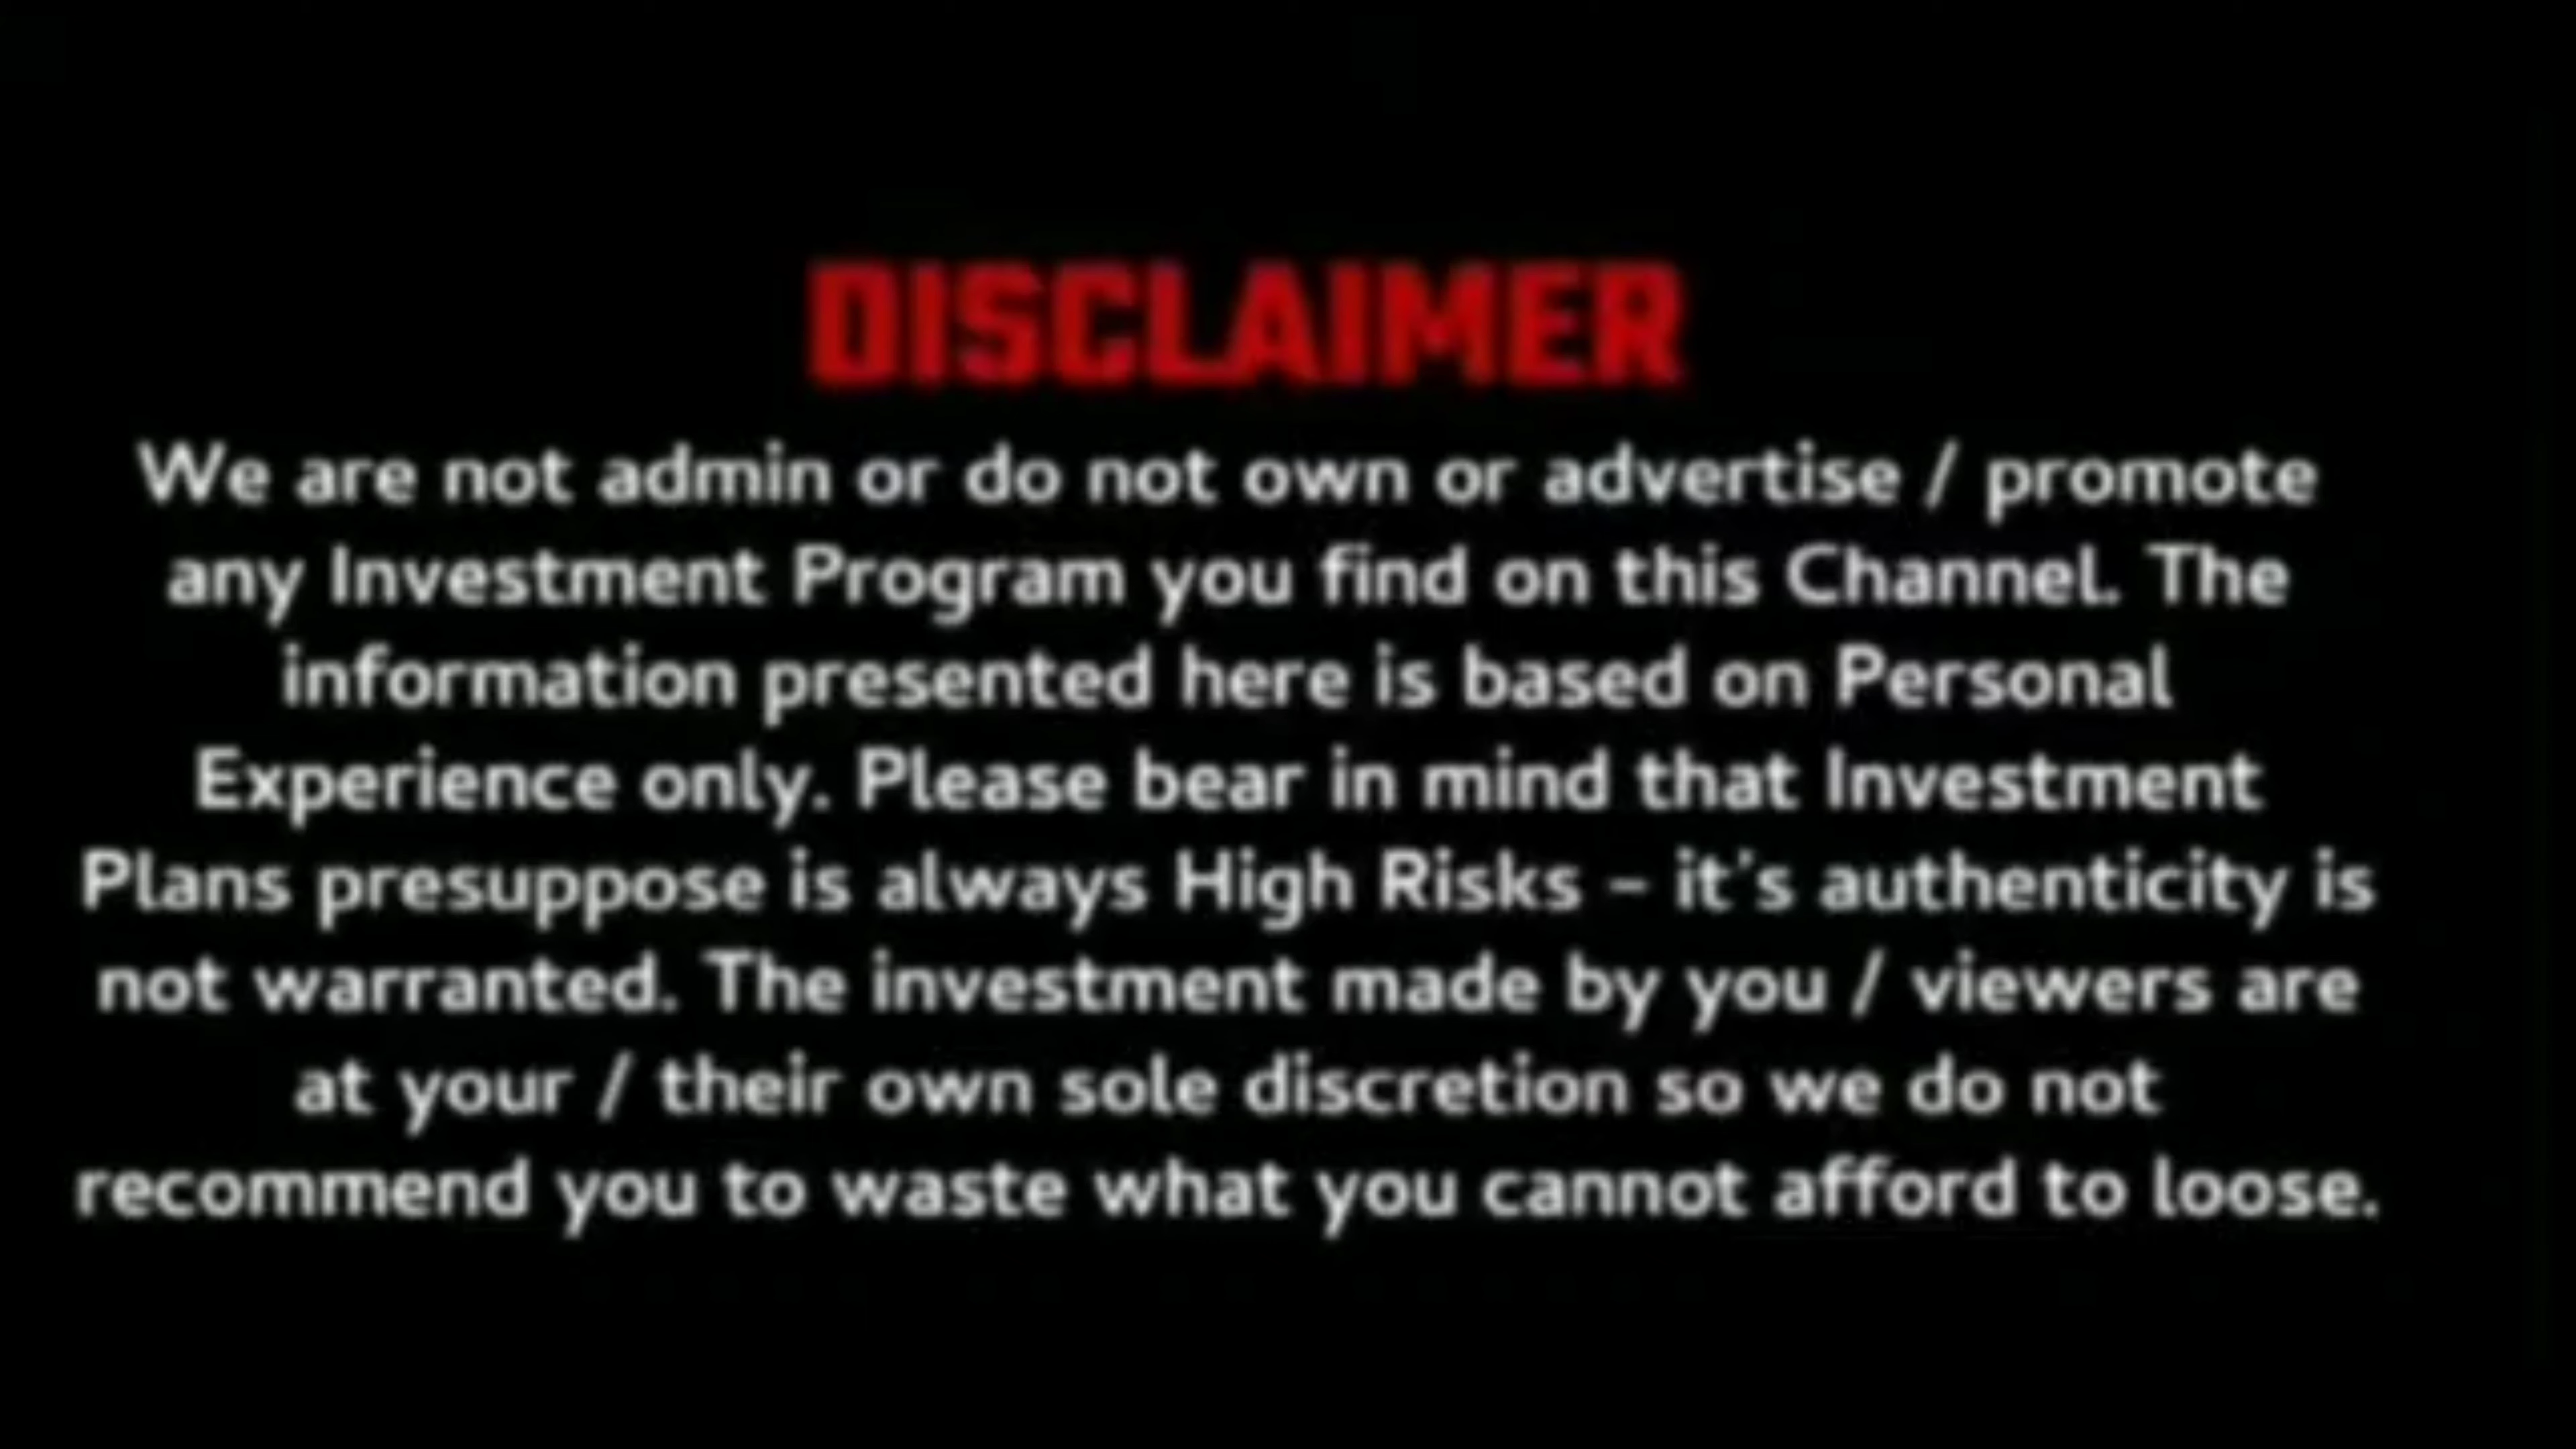 DISCLAIMER
We are not admin or do not own or advertise / promote
any Investment Program you find on this Channel. The
information presented here is based on Personal
Experience only. Please bear in mind that Investment
Plans presuppose is always High Risks – it's authenticity is
not warranted. The investment made by you / viewers are
at your / their own sole discretion so we do not
recommend you to waste what you cannot afford to loose.